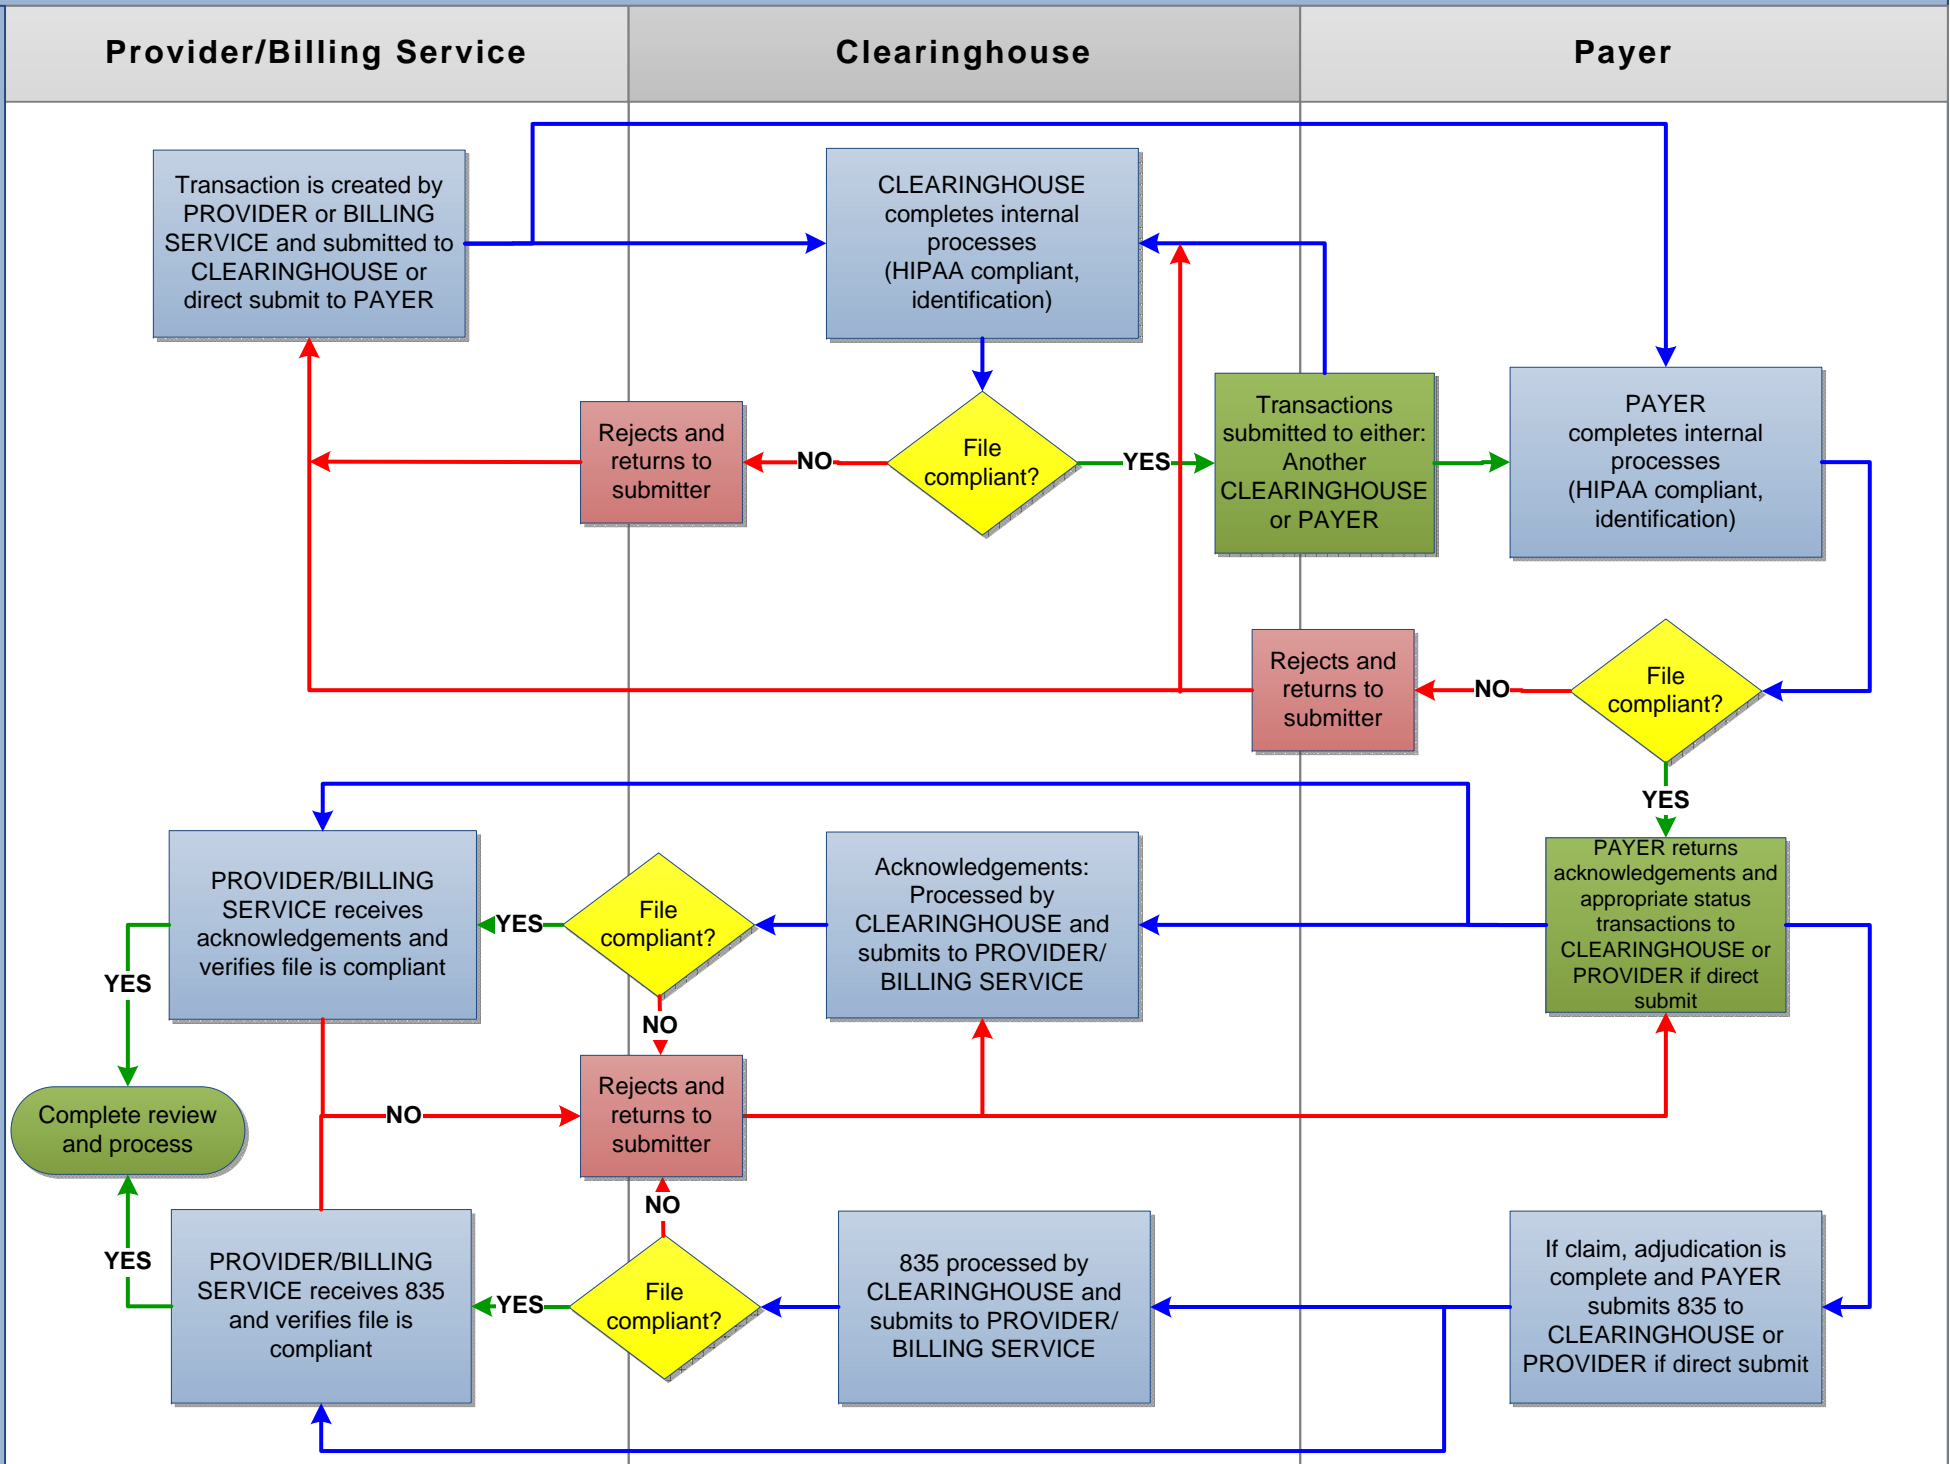 Provider/Billing Service
Clearinghouse
Payer
Transaction is created by
PROVIDER or BILLING
SERVICE and submitted to
CLEARINGHOUSE or
direct submit to PAYER
CLEARINGHOUSE
completes internal
processes
(HIPAA compliant,
identification)
Rejects and
returns to
submitter
NO
File
compliant?
YES
Transactions
submitted to either:
Another
CLEARINGHOUSE
or PAYER
PAYER
completes internal
processes
(HIPAA compliant,
identification)
Rejects and
returns to
submitter
NO
File
compliant?
YES
PROVIDER/BILLING
SERVICE receives
acknowledgements and
verifies file is compliant
YES
File
compliant?
Acknowledgements:
Processed by
CLEARINGHOUSE and
submits to PROVIDER/
BILLING SERVICE
PAYER returns
acknowledgements and
appropriate status
transactions to
CLEARINGHOUSE or
PROVIDER if direct
submit
YES
NO
Complete review
and process
NO
Rejects and
returns to
submitter
NO
YES
PROVIDER/BILLING
SERVICE receives 835
and verifies file is
compliant
YES
File
compliant?
835 processed by
CLEARINGHOUSE and
submits to PROVIDER/
BILLING SERVICE
If claim, adjudication is
complete and PAYER
submits 835 to
CLEARINGHOUSE or
PROVIDER if direct submit